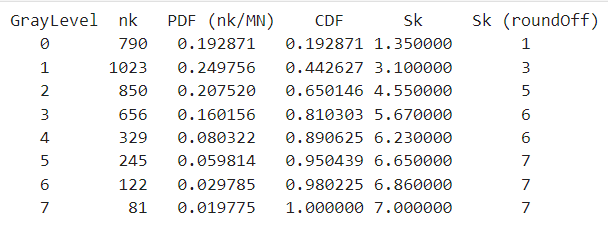 GrayLevel nk PDF (nk/MN) CDF Sk Sk (roundOff)
0 790 0.192871 0.192871 1.350000 1
1 1023 0.249756 0.442627 3.100000 3
2 850 0.207520 0.650146 4.550000 5
3 656 0.160156 0.810303 5.670000 6
4 329 0.080322 0.890625 6.230000 6
5 245 0.059814 0.950439 6.650000 7
6 122 0.029785 0.980225 6.860000 7
7 81 0.019775 1.000000 7.000000 7